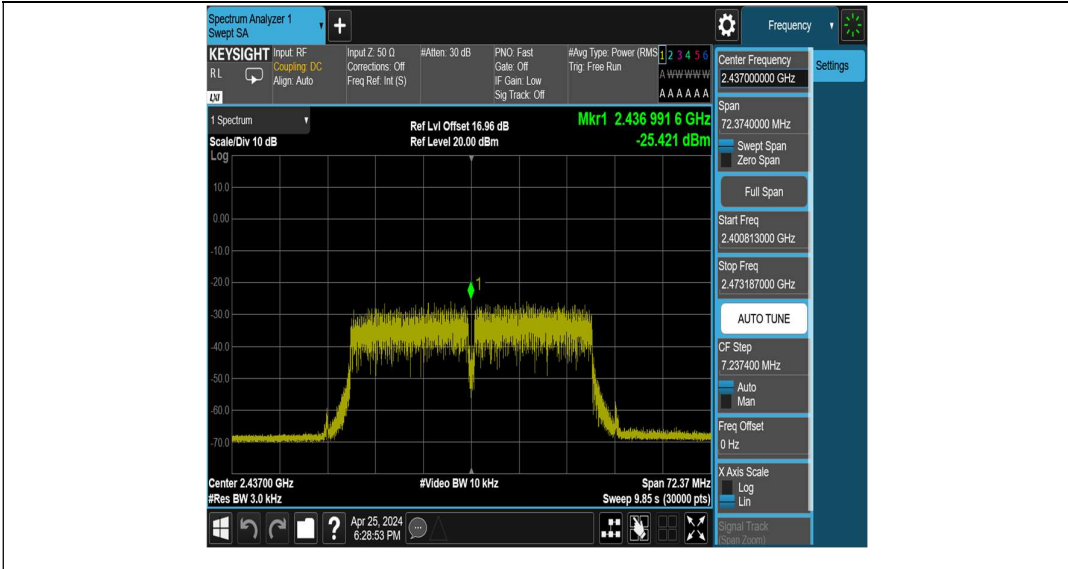 Spectrum Analyzer 1
Swept SA
+
Frequency
KEYSIGHT
RL
LXI
Input: RF
Coupling: DC
Align: Auto
Input Z: 50 Ω
Corrections: Off
Freq Ref: Int (S)
#Atten: 30 dB
PNO: Fast
Gate: Off
IF Gain: Low
Sig Track: Off
#Avg Type: Power (RMS
Trig: Free Run
1 2 3 4 5 6
A W W W W W
A A A A A A
1 Spectrum
Scale/Div 10 dB
Log
Ref Lvl Offset 16.96 dB
Ref Level 20.00 dBm
Mkr1 2.436 991 6 GHz
-25.421 dBm
10.0
0.00
-10.0
-20.0
-30.0
-40.0
-50.0
-60.0
-70.0
1
Center 2.43700 GHz
#Res BW 3.0 kHz
#Video BW 10 kHz
Span 72.37 MHz
Sweep 9.85 s (30000 pts)
Center Frequency
2.437000000 GHz
Settings
Span
72.3740000 MHz
Swept Span
Zero Span
Full Span
Start Freq
2.400813000 GHz
Stop Freq
2.473187000 GHz
AUTO TUNE
CF Step
7.237400 MHz
Auto
Man
Freq Offset
0 Hz
X Axis Scale
Log
Lin
Signal Track
(Span Zoom)
?
Apr 25, 2024
6:28:53 PM